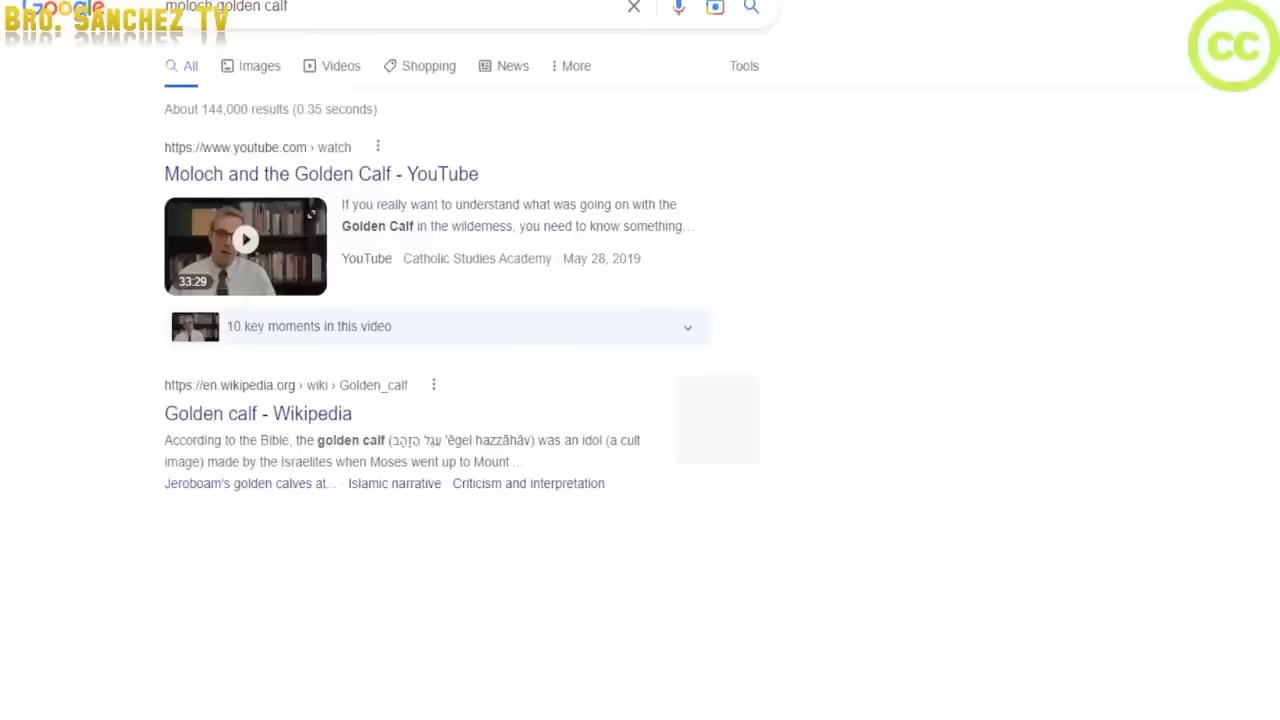 Google
BRO. SANCHEZ TV
moloch golden calf
CC
All Images Videos Shopping News More Tools
About 144,000 results (0.35 seconds)
https://www.youtube.com › watch
Moloch and the Golden Calf - YouTube
If you really want to understand what was going on with the
Golden Calf in the wilderness, you need to know something...
33:29
YouTube Catholic Studies Academy · May 28, 2019
10 key moments in this video
https://en.wikipedia.org › wiki › Golden_calf
Golden calf - Wikipedia
According to the Bible, the golden calf (עֵגֶל הַזָּהָב 'ēgel hazzāhāv) was an idol (a cult
image) made by the Israelites when Moses went up to Mount ...
Jeroboam's golden calves at... · Islamic narrative · Criticism and interpretation